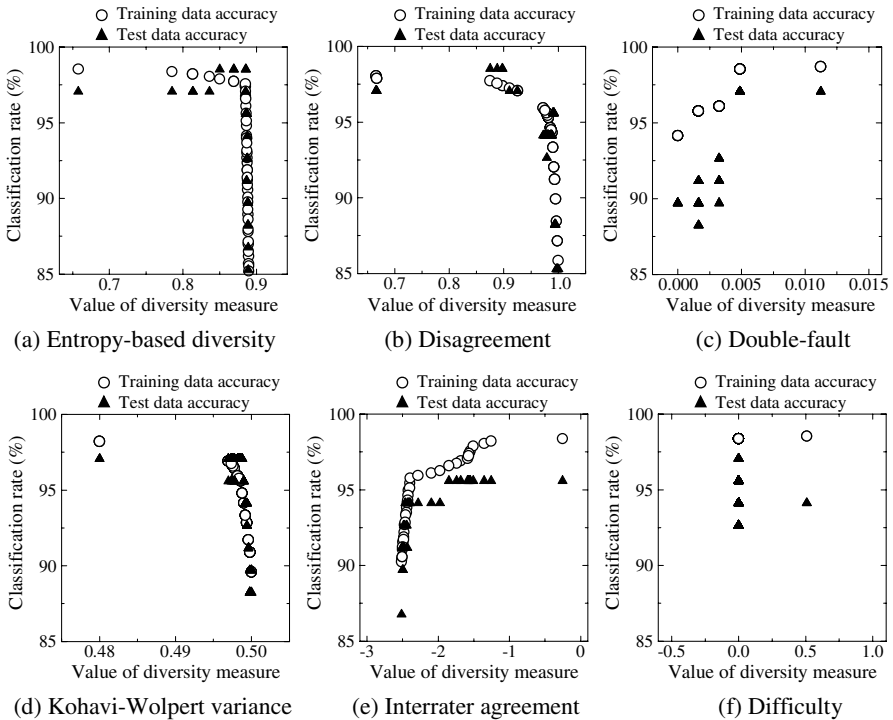 Training data accuracy
Test data accuracy
Classification rate (%)
100
95
90
85
0.7 0.8 0.9
Value of diversity measure
(a) Entropy-based diversity
Training data accuracy
Test data accuracy
Classification rate (%)
100
95
90
85
0.7 0.8 0.9 1.0
Value of diversity measure
(b) Disagreement
Training data accuracy
Test data accuracy
Classification rate (%)
100
95
90
85
0.000 0.005 0.010 0.015
Value of diversity measure
(c) Double-fault
Training data accuracy
Test data accuracy
Classification rate (%)
100
95
90
85
0.48 0.49 0.50
Value of diversity measure
(d) Kohavi-Wolpert variance
Training data accuracy
Test data accuracy
Classification rate (%)
100
95
90
85
-3 -2 -1 0
Value of diversity measure
(e) Interrater agreement
Training data accuracy
Test data accuracy
Classification rate (%)
100
95
90
85
-0.5 0.0 0.5 1.0
Value of diversity measure
(f) Difficulty